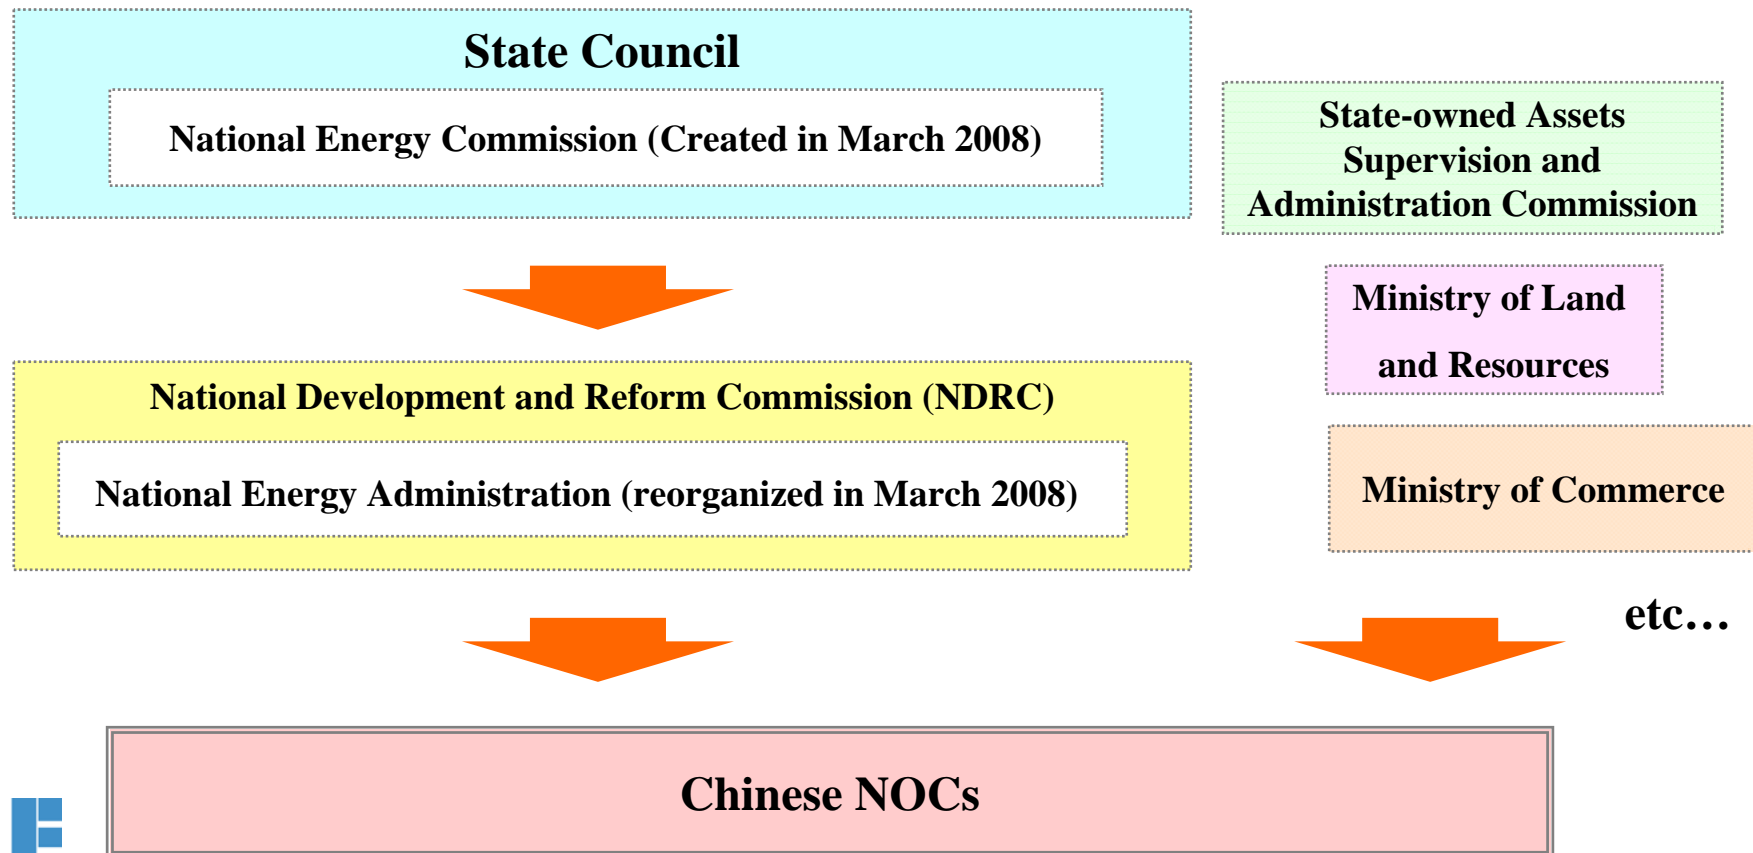 State Council
National Energy Commission (Created in March 2008)
State-owned Assets
Supervision and
Administration Commission
Ministry of Land
and Resources
National Development and Reform Commission (NDRC)
National Energy Administration (reorganized in March 2008)
Ministry of Commerce
etc…
Chinese NOCs